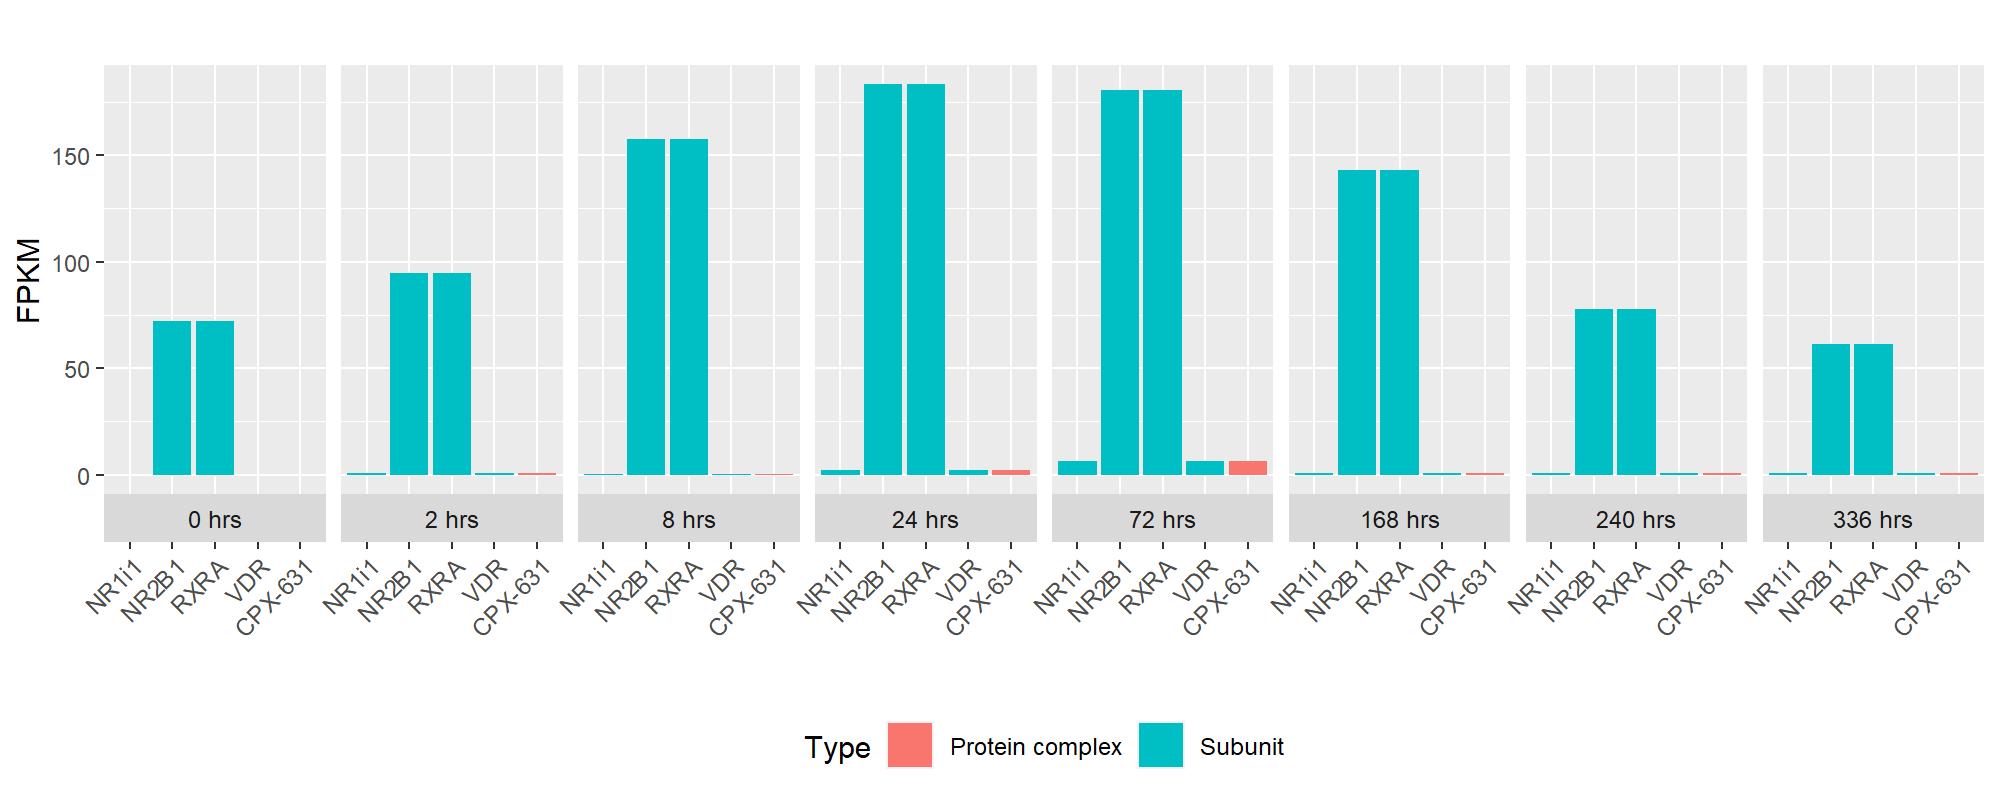 FPKM
150
100
50
0
0 hrs 2 hrs 8 hrs 24 hrs 72 hrs 168 hrs 240 hrs 336 hrs
NR1i1 NR2B1 RXRA VDR CPX-631 NR1i1 NR2B1 RXRA VDR CPX-631 NR1i1 NR2B1 RXRA VDR CPX-631 NR1i1 NR2B1 RXRA VDR CPX-631 NR1i1 NR2B1 RXRA VDR CPX-631 NR1i1 NR2B1 RXRA VDR CPX-631 NR1i1 NR2B1 RXRA VDR CPX-631 NR1i1 NR2B1 RXRA VDR CPX-631
Type Protein complex Subunit